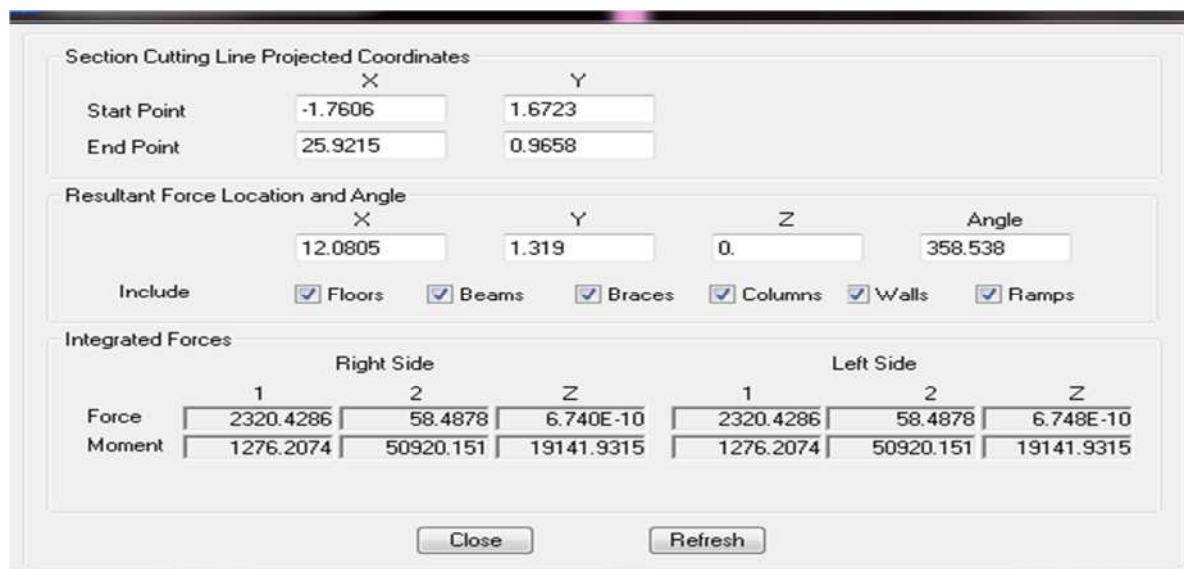 Section Cutting Line Projected Coordinates
X Y
Start Point -1.7606 1.6723
End Point 25.9215 0.9658
Resultant Force Location and Angle
X Y Z Angle
12.0805 1.319 0. 358.538
Include Floors Beams Braces Columns Walls Ramps
Integrated Forces
Right Side Left Side
1 2 Z 1 2 Z
Force 2320.4286 58.4878 6.740E-10 2320.4286 58.4878 6.748E-10
Moment 1276.2074 50920.151 19141.9315 1276.2074 50920.151 19141.9315
Close Refresh